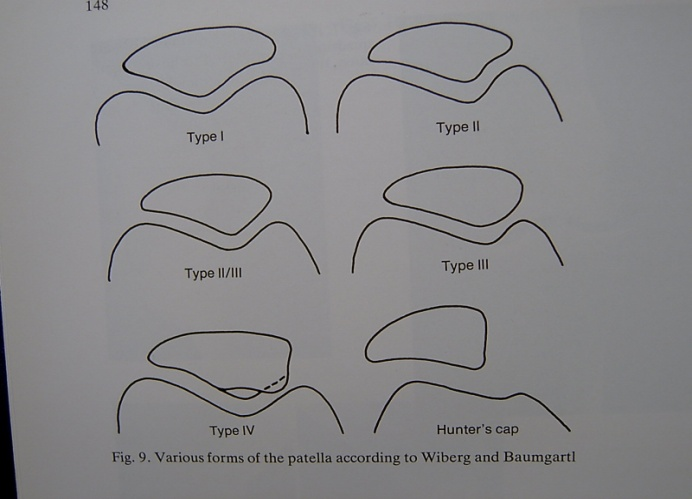 148
Type I
Type II
Type II/III
Type III
Type IV
Hunter's cap
Fig. 9. Various forms of the patella according to Wiberg and Baumgartl